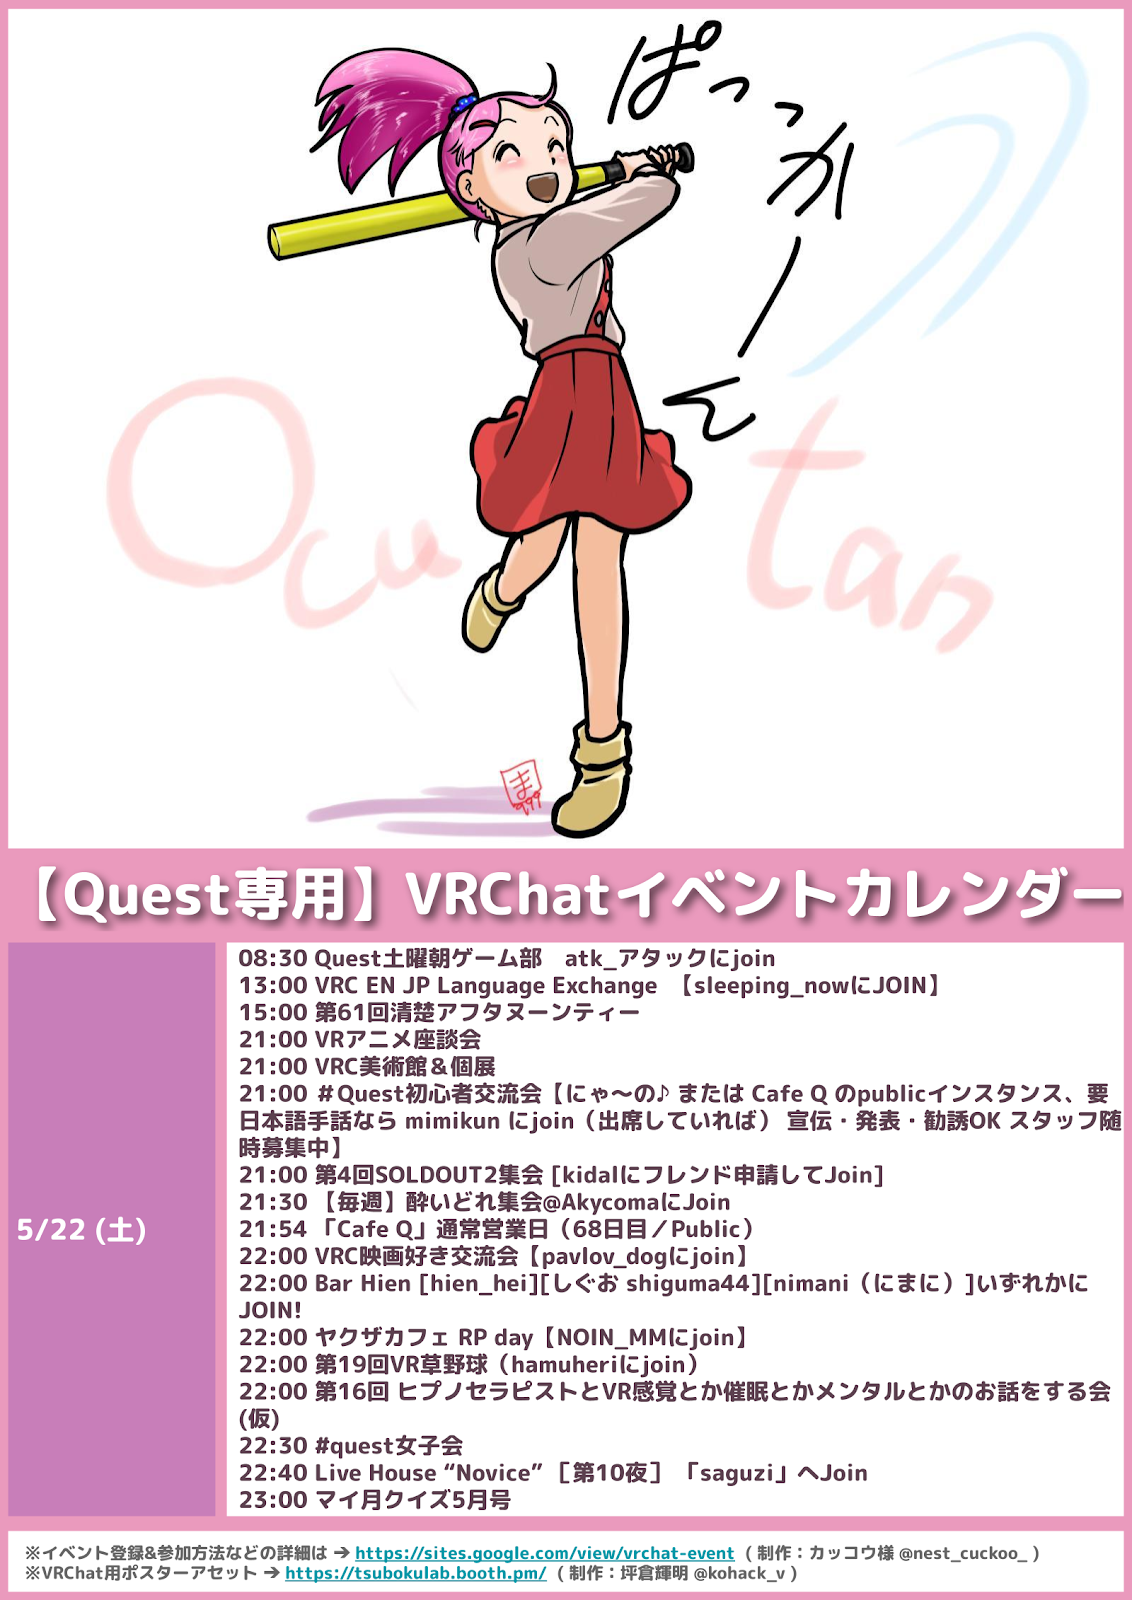 ぱっっかーん
Ocu tan
ま
999
【Quest専用】VRChatイベントカレンダー
5/22 (土)
08:30 Quest土曜朝ゲーム部　atk_アタックにjoin
13:00 VRC EN JP Language Exchange 【sleeping_nowにJOIN】
15:00 第61回清楚アフタヌーンティー
21:00 VRアニメ座談会
21:00 VRC美術館＆個展
21:00 ＃Quest初心者交流会【にゃ～の♪ または Cafe Q のpublicインスタンス、要
日本語手話なら mimikun にjoin（出席していれば） 宣伝・発表・勧誘OK スタッフ随
時募集中】
21:00 第4回SOLDOUT2集会 [kidalにフレンド申請してJoin]
21:30 【毎週】酔いどれ集会@AkycomaにJoin
21:54 「Cafe Q」通常営業日（68日目／Public）
22:00 VRC映画好き交流会【pavlov_dogにjoin】
22:00 Bar Hien [hien_hei][しぐお shiguma44][nimani（にまに）]いずれかに
JOIN!
22:00 ヤクザカフェ RP day【NOIN_MMにjoin】
22:00 第19回VR草野球（hamuheriにjoin）
22:00 第16回 ヒプノセラピストとVR感覚とか催眠とかメンタルとかのお話をする会
(仮)
22:30 #quest女子会
22:40 Live House “Novice” ［第10夜］ 「saguzi」へJoin
23:00 マイ月クイズ5月号
※イベント登録&参加方法などの詳細は ➔ https://sites.google.com/view/vrchat-event （ 制作：カッコウ様 @nest_cuckoo_ ）
※VRChat用ポスターアセット ➔ https://tsubokulab.booth.pm/ （ 制作：坪倉輝明 @kohack_v ）